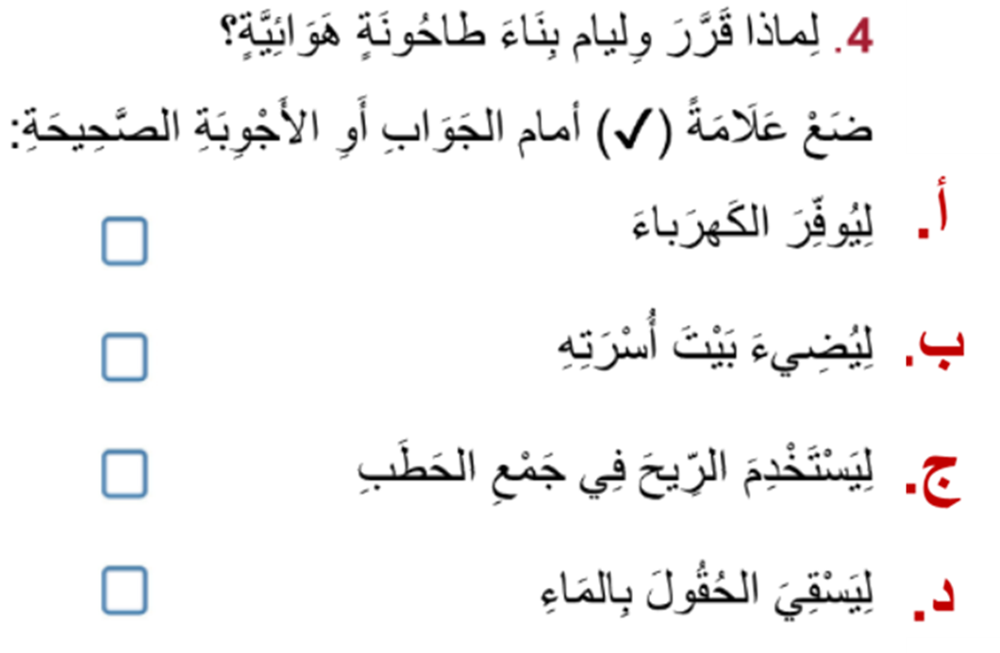 4. لِماذا قَرَّرَ وِليام بِنَاءَ طاحُونَةٍ هَوَائِيَّةٍ؟
ضَعْ عَلَامَةً (✓) أمام الجَوَابِ أَو الأَجْوِبَةِ الصَّحِيحَةِ:
أ. لِيُوفِّرَ الكَهرَباءَ
ب. لِيُضِيءَ بَيْتَ أُسْرَتِهِ
ج. لِيَسْتَخْدِمَ الرِّيحَ فِي جَمْعِ الحَطَبِ
د. لِيَسْقِيَ الحُقُولَ بِالمَاءِ